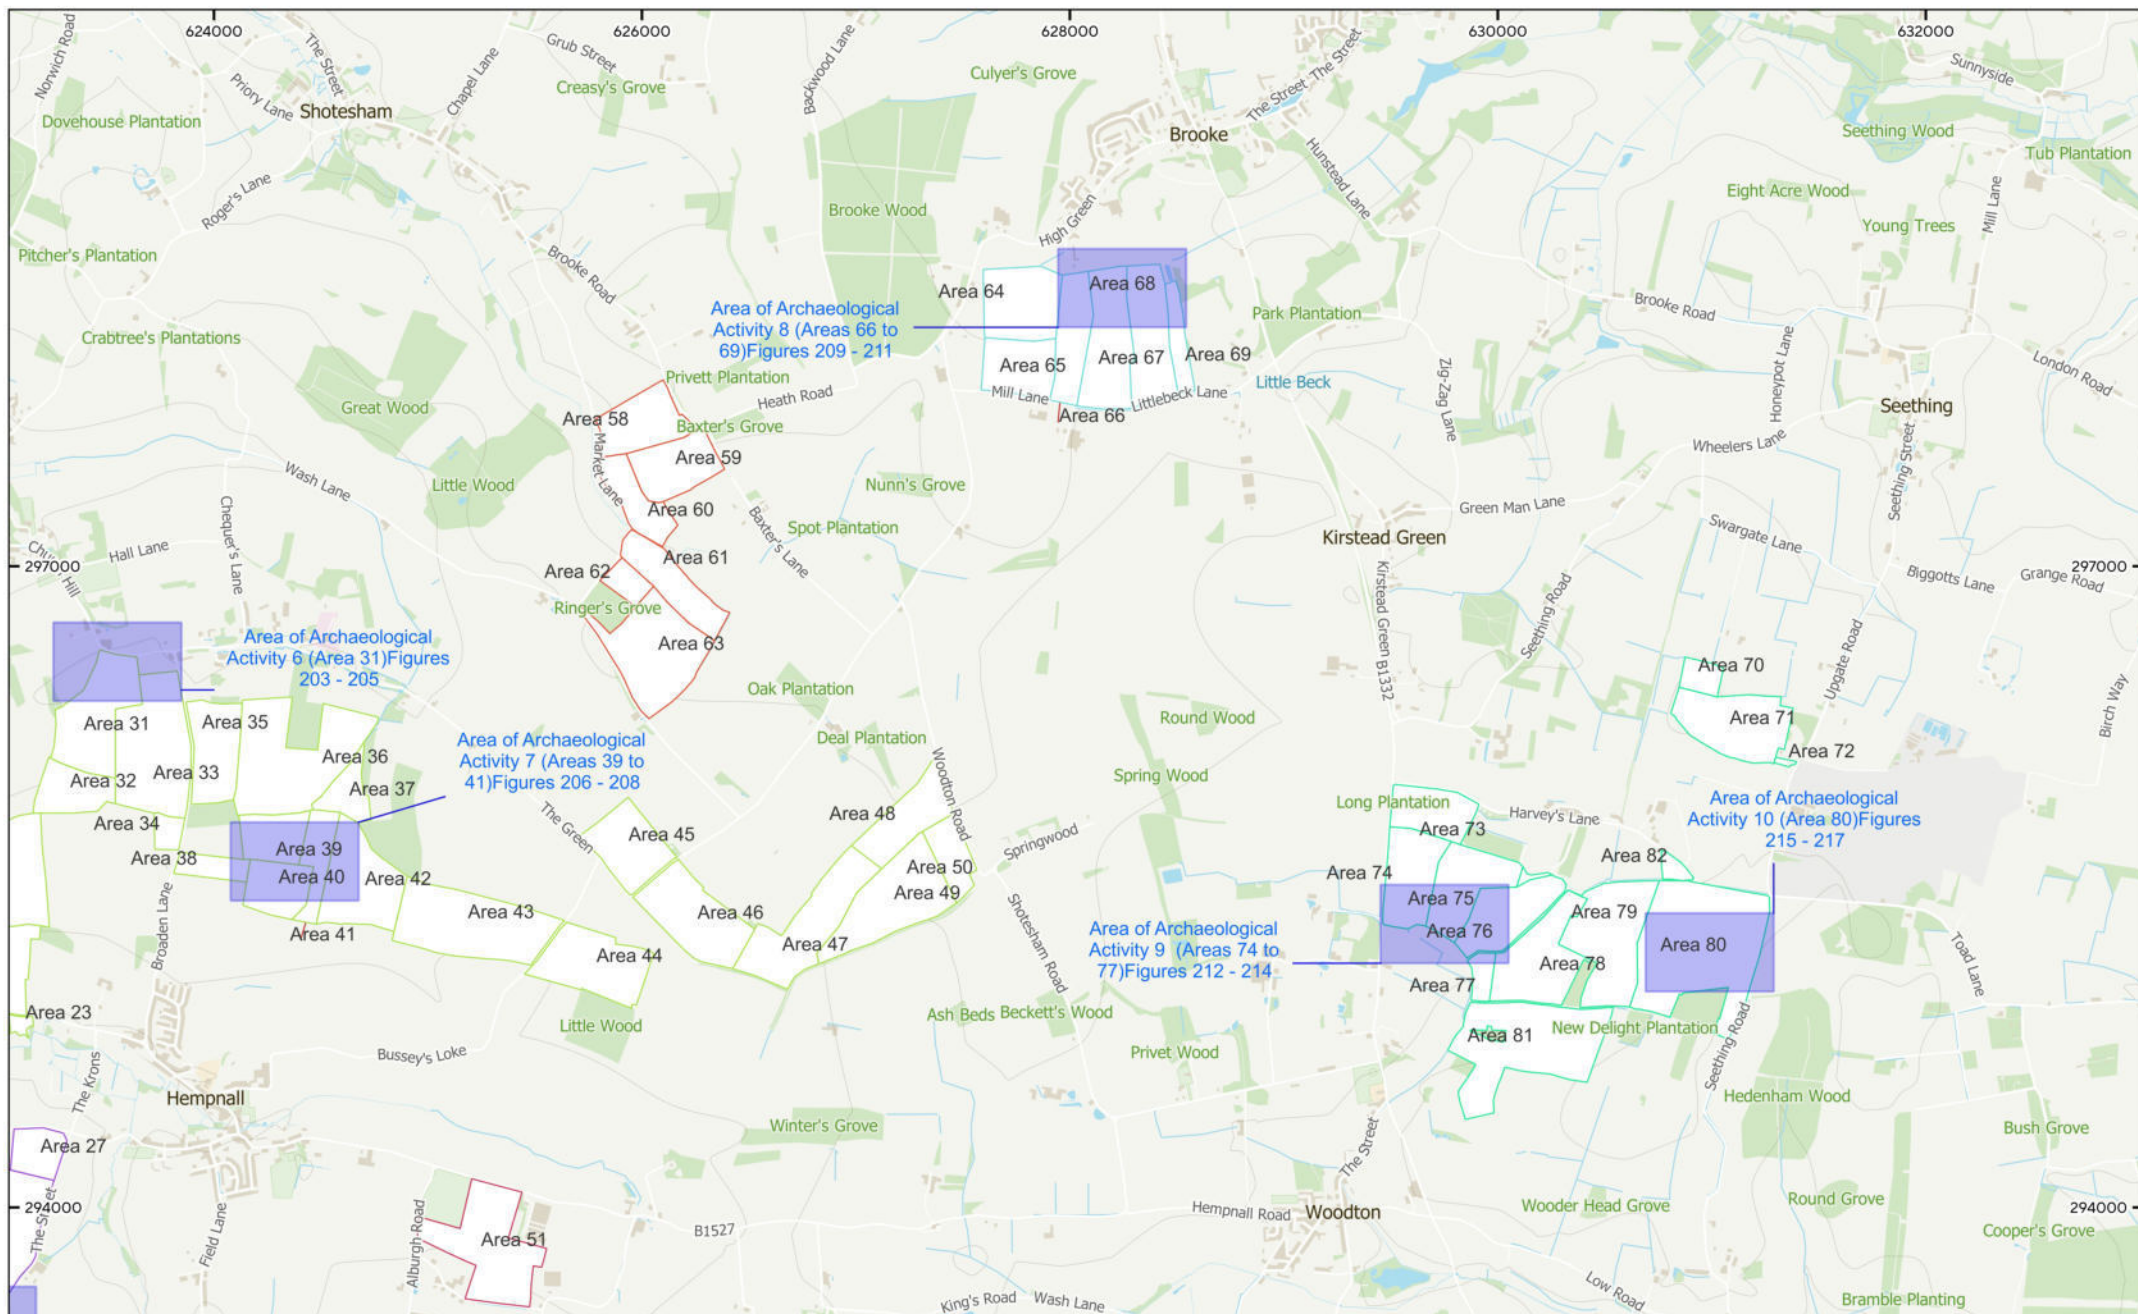 624000
626000
628000
630000
632000
Norwich Road
The Street
Grub Street
Backwood Lane
Culyer's Grove
The Street
The Street
Sunnyside
Priory Lane
Chapel Lane
Creasy's Grove
Shotesham
Dovehouse Plantation
Brooke
Seething Wood
Tub Plantation
Hunstead Lane
Roger's Lane
Brooke Wood
Eight Acre Wood
Mill Lane
High Green
Young Trees
Pitcher's Plantation
Brooke Road
Area 64
Area 68
Area of Archaeological
Activity 8 (Areas 66 to
69)Figures 209 - 211
Park Plantation
Brooke Road
Crabtree's Plantations
Area 65
Area 67
Area 69
Honeypot Lane
London Road
Privett Plantation
Little Beck
Zig-Zag Lane
Heath Road
Mill Lane
Littlebeck Lane
Great Wood
Area 58
Area 66
Seething
Baxter's Grove
Market Lane
Area 59
Wheelers Lane
Seething Street
Wash Lane
Little Wood
Nunn's Grove
Area 60
Green Man Lane
Spot Plantation
Baxter's Lane
Kirstead Green
Swargate Lane
Chequer's Lane
Hall Lane
Area 61
297000
Area 62
297000
Biggotts Lane
Grange Road
Ringer's Grove
Kirstead Green B1332
Seething Road
Area of Archaeological
Activity 6 (Area 31)Figures
203 - 205
Area 63
Upgate Road
Area 70
Oak Plantation
Round Wood
Birch Way
Area 31
Area 35
Area 71
Area of Archaeological
Activity 7 (Areas 39 to
41)Figures 206 - 208
Deal Plantation
Area 36
Area 72
Area 32
Area 33
Spring Wood
Woodton Road
Area 37
Long Plantation
Area of Archaeological
Activity 10 (Area 80)Figures
215 - 217
Area 34
The Green
Area 45
Area 48
Harvey's Lane
Area 73
Springwood
Area 39
Area 38
Area 82
Area 40
Area 42
Area 50
Area 74
Area 49
Area 75
Area 43
Area 46
Area 79
Broaden Lane
Shotesham Road
Area of Archaeological
Activity 9 (Areas 74 to
77)Figures 212 - 214
Area 76
Area 41
Area 47
Area 80
Toad Lane
Area 44
Area 78
Area 77
Area 23
Ash Beds
Beckett's Wood
Little Wood
New Delight Plantation
Area 81
Bussey's Loke
Privet Wood
Seething Road
The Krons
Hempnall
Hedenham Wood
Winter's Grove
Bush Grove
Area 27
The Street
The Street
294000
Round Grove
294000
Hempnall Road
Woodton
Wooder Head Grove
Field Lane
Alburgh Road
Area 51
B1527
Cooper's Grove
Low Road
King's Road
Wash Lane
Bramble Planting